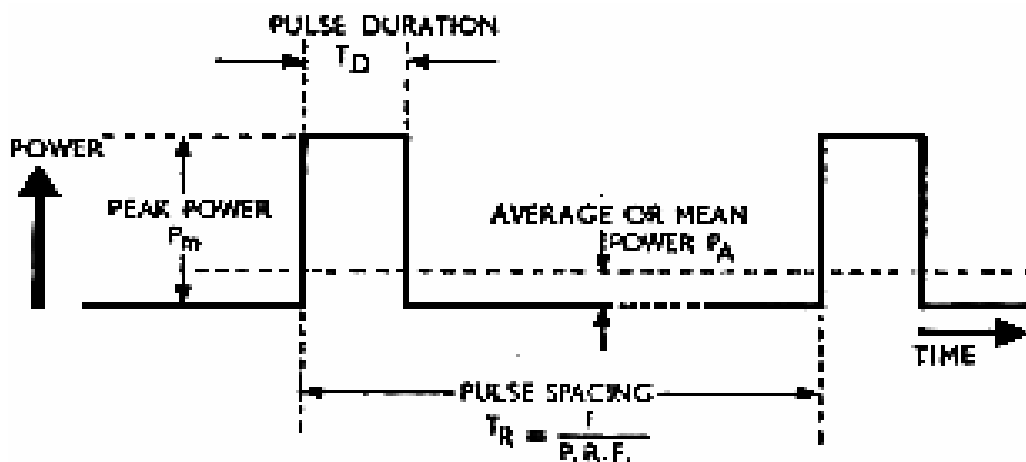 PULSE DURATION
T_D
POWER
PEAK POWER
P_m
AVERAGE OR MEAN
POWER P_A
TIME
PULSE SPACING
T_R = 1 / P.R.F.